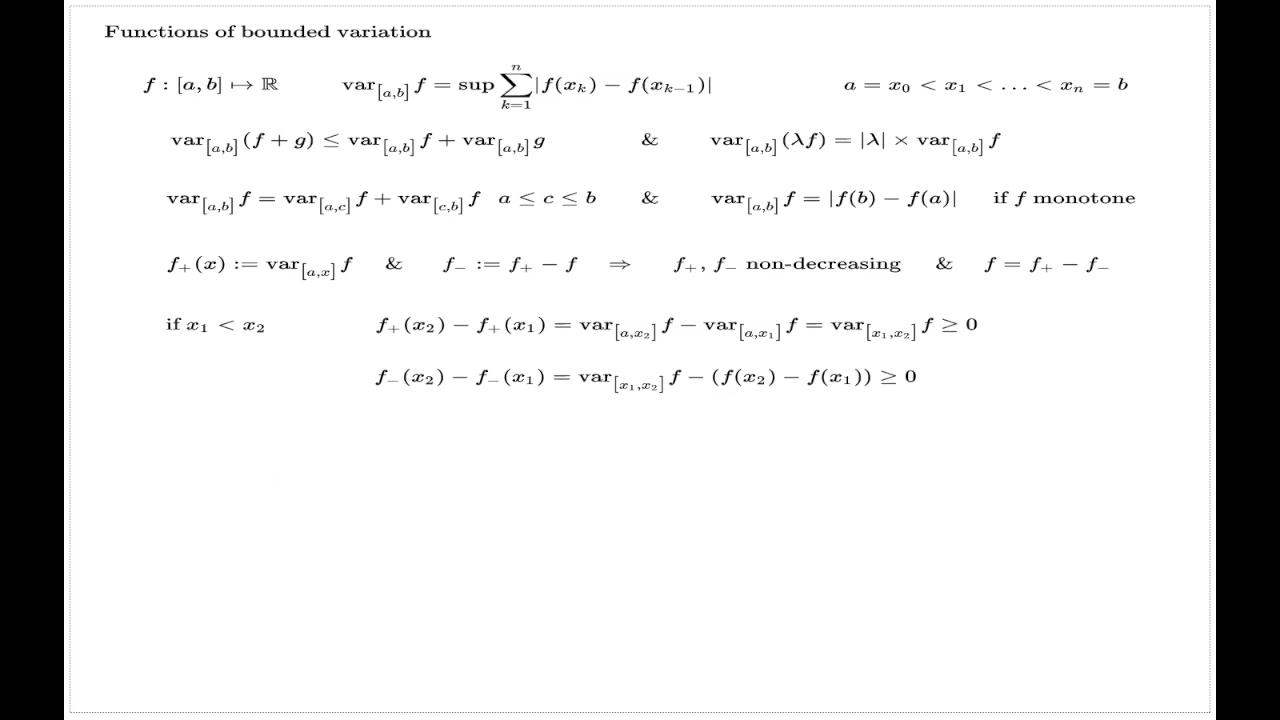 Functions of bounded variation
f : [a, b] ↦ ℝ var_[a,b] f = sup ∑_{k=1}^{n} |f(x_k) − f(x_{k−1})| a = x_0 < x_1 < … < x_n = b
var_[a,b] (f + g) ≤ var_[a,b] f + var_[a,b] g & var_[a,b] (λf) = |λ| × var_[a,b] f
var_[a,b] f = var_[a,c] f + var_[c,b] f a ≤ c ≤ b & var_[a,b] f = |f(b) − f(a)| if f monotone
f_+(x) := var_[a,x] f & f_− := f_+ − f ⇒ f_+, f_− non-decreasing & f = f_+ − f_−
if x_1 < x_2 f_+(x_2) − f_+(x_1) = var_[a,x_2] f − var_[a,x_1] f = var_[x_1,x_2] f ≥ 0
f_−(x_2) − f_−(x_1) = var_[x_1,x_2] f − (f(x_2) − f(x_1)) ≥ 0